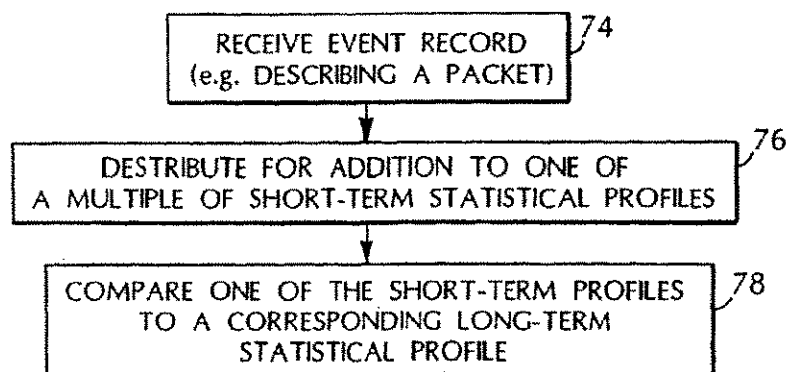 RECEIVE EVENT RECORD
(e.g. DESCRIBING A PACKET)
74
DESTRIBUTE FOR ADDITION TO ONE OF
A MULTIPLE OF SHORT-TERM STATISTICAL PROFILES
76
COMPARE ONE OF THE SHORT-TERM PROFILES
TO A CORRESPONDING LONG-TERM
STATISTICAL PROFILE
78